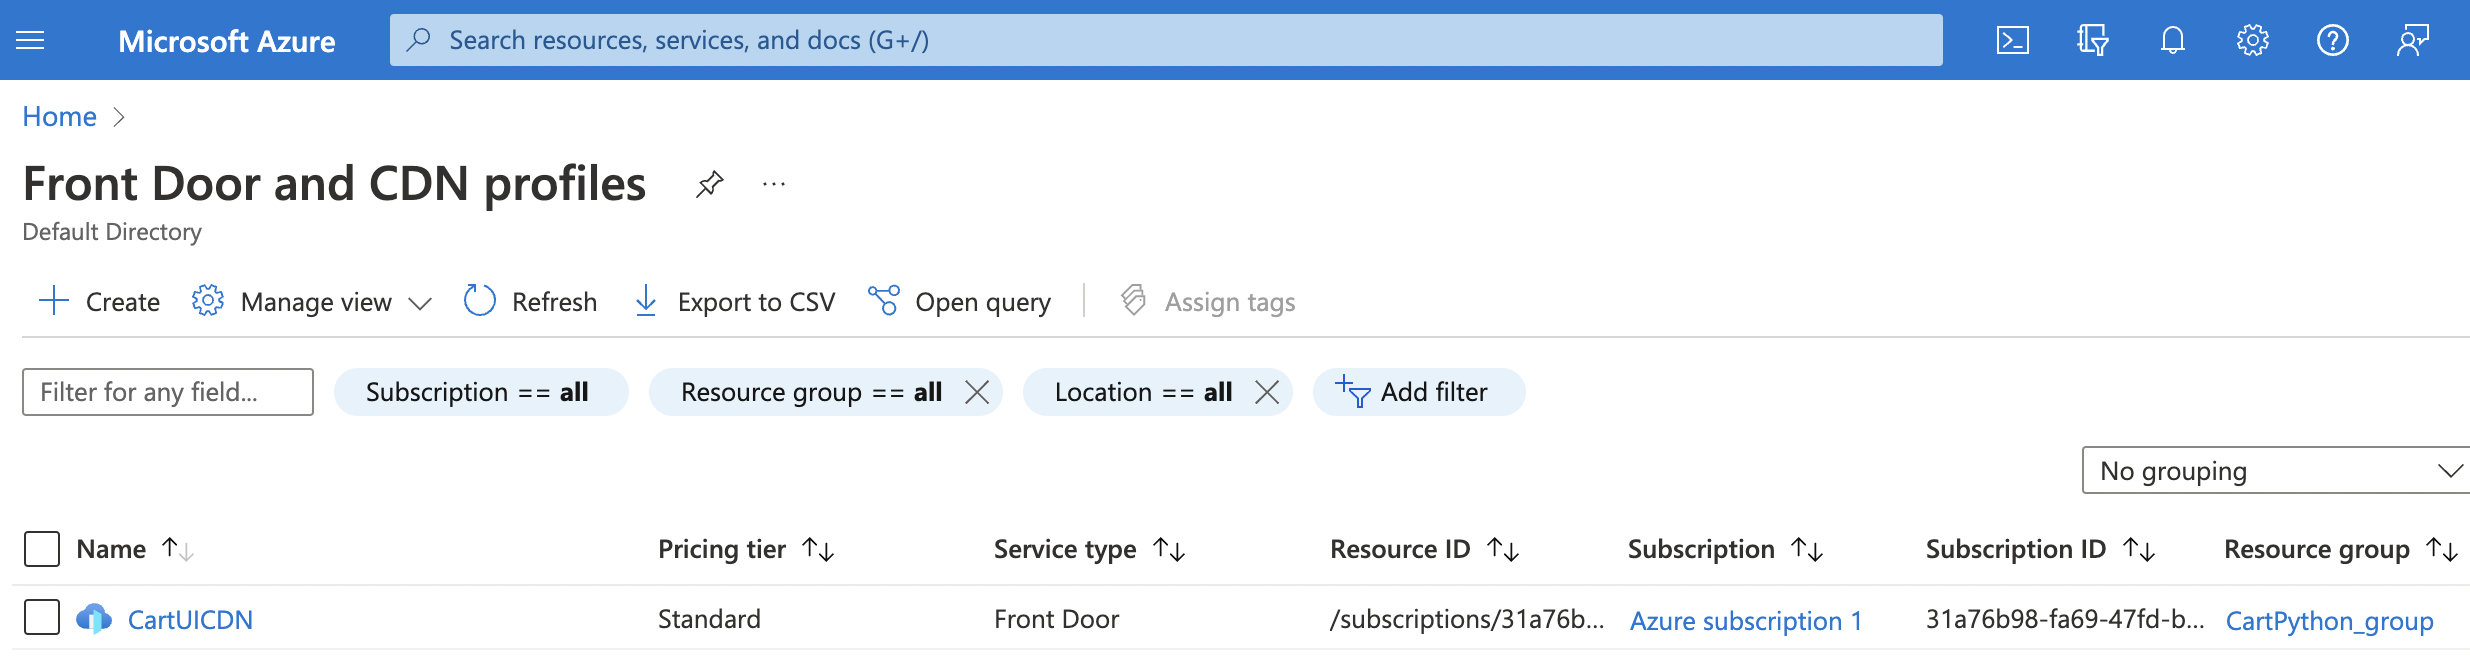 Microsoft Azure
Search resources, services, and docs (G+/)
Home
Front Door and CDN profiles
Default Directory
Create Manage view Refresh Export to CSV Open query Assign tags
Filter for any field... Subscription == all Resource group == all Location == all Add filter
No grouping
Name Pricing tier Service type Resource ID Subscription Subscription ID Resource group
CartUICDN Standard Front Door /subscriptions/31a76b... Azure subscription 1 31a76b98-fa69-47fd-b... CartPython_group